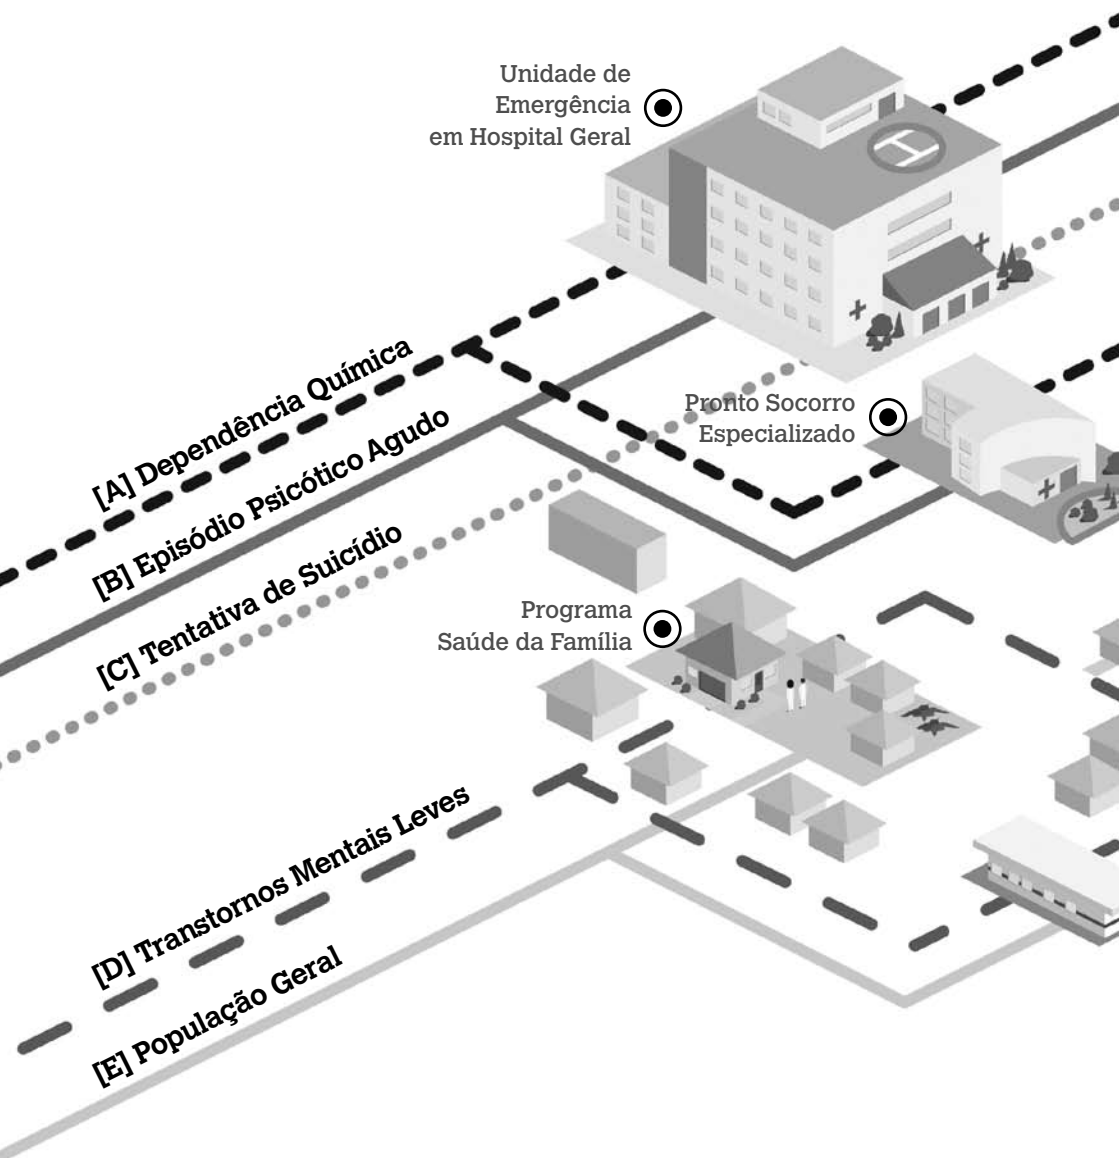 Unidade de
Emergência
em Hospital Geral
[A] Dependência Química
[B] Episódio Psicótico Agudo
Pronto Socorro
Especializado
[C] Tentativa de Suicídio
Programa
Saúde da Família
[D] Transtornos Mentais Leves
[E] População Geral